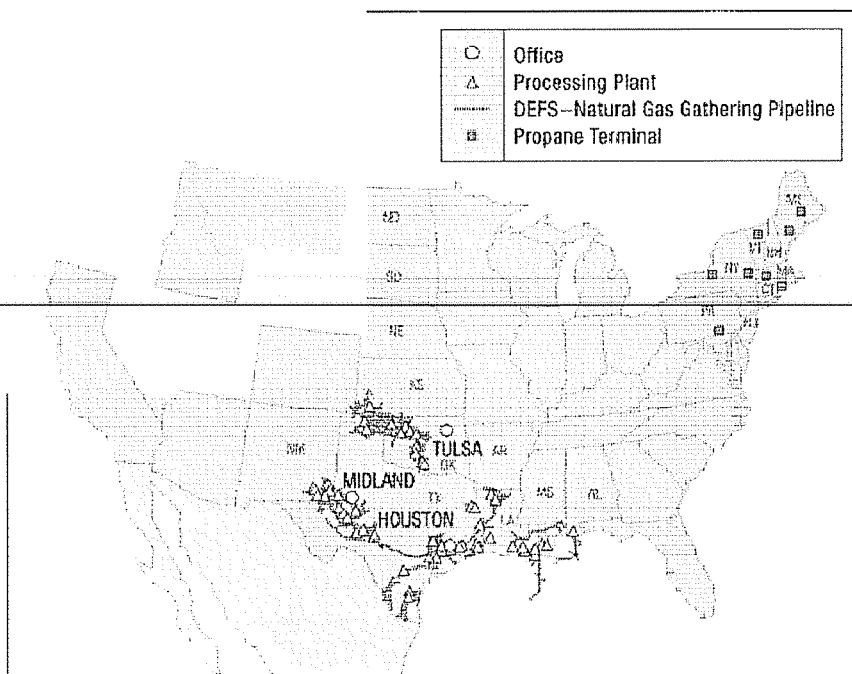 Office
Processing Plant
DEFS–Natural Gas Gathering Pipeline
Propane Terminal
ME
ND
VT
NH
NY
MA
SD
CT
PA
NJ
NE
KS
NM
TULSA
AR
OK
MIDLAND
TX
MS
AL
HOUSTON
LA